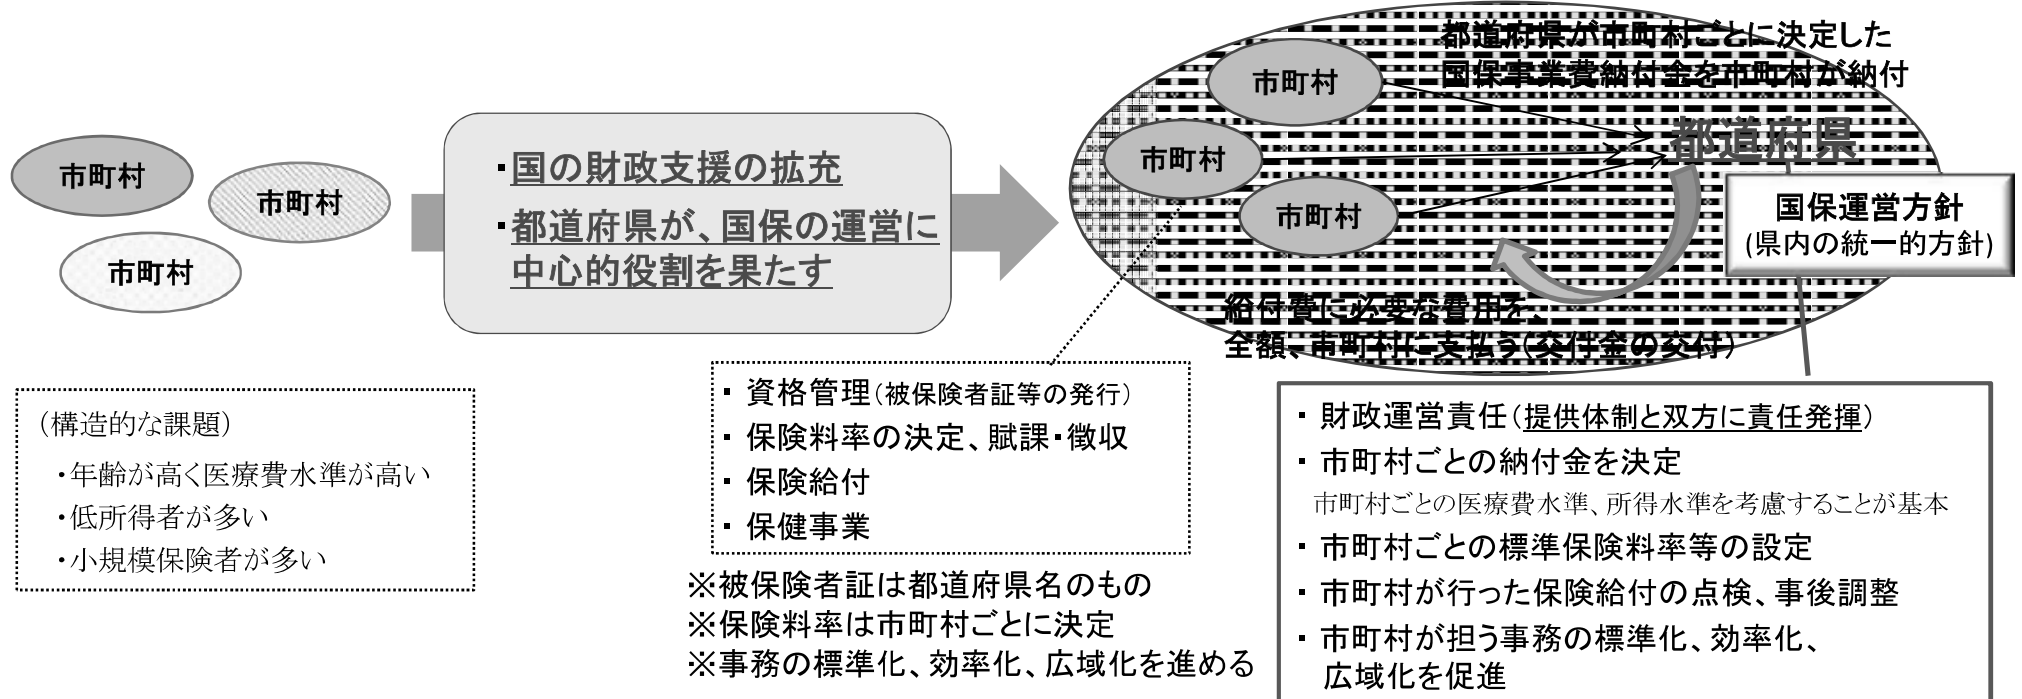 市町村
市町村
市町村
・国の財政支援の拡充
・都道府県が、国保の運営に
中心的役割を果たす
都道府県が市町村ごとに決定した
国保事業費納付金を市町村が納付
市町村
市町村
市町村
都道府県
国保運営方針
(県内の統一的方針)
給付費に必要な費用を、
全額、市町村に支払う(交付金の交付)
（構造的な課題）
・年齢が高く医療費水準が高い
・低所得者が多い
・小規模保険者が多い
・ 資格管理(被保険者証等の発行)
・ 保険料率の決定、賦課・徴収
・ 保険給付
・ 保健事業
※被保険者証は都道府県名のもの
※保険料率は市町村ごとに決定
※事務の標準化、効率化、広域化を進める
・ 財政運営責任(提供体制と双方に責任発揮)
・ 市町村ごとの納付金を決定
市町村ごとの医療費水準、所得水準を考慮することが基本
・ 市町村ごとの標準保険料率等の設定
・ 市町村が行った保険給付の点検、事後調整
・ 市町村が担う事務の標準化、効率化、
広域化を促進